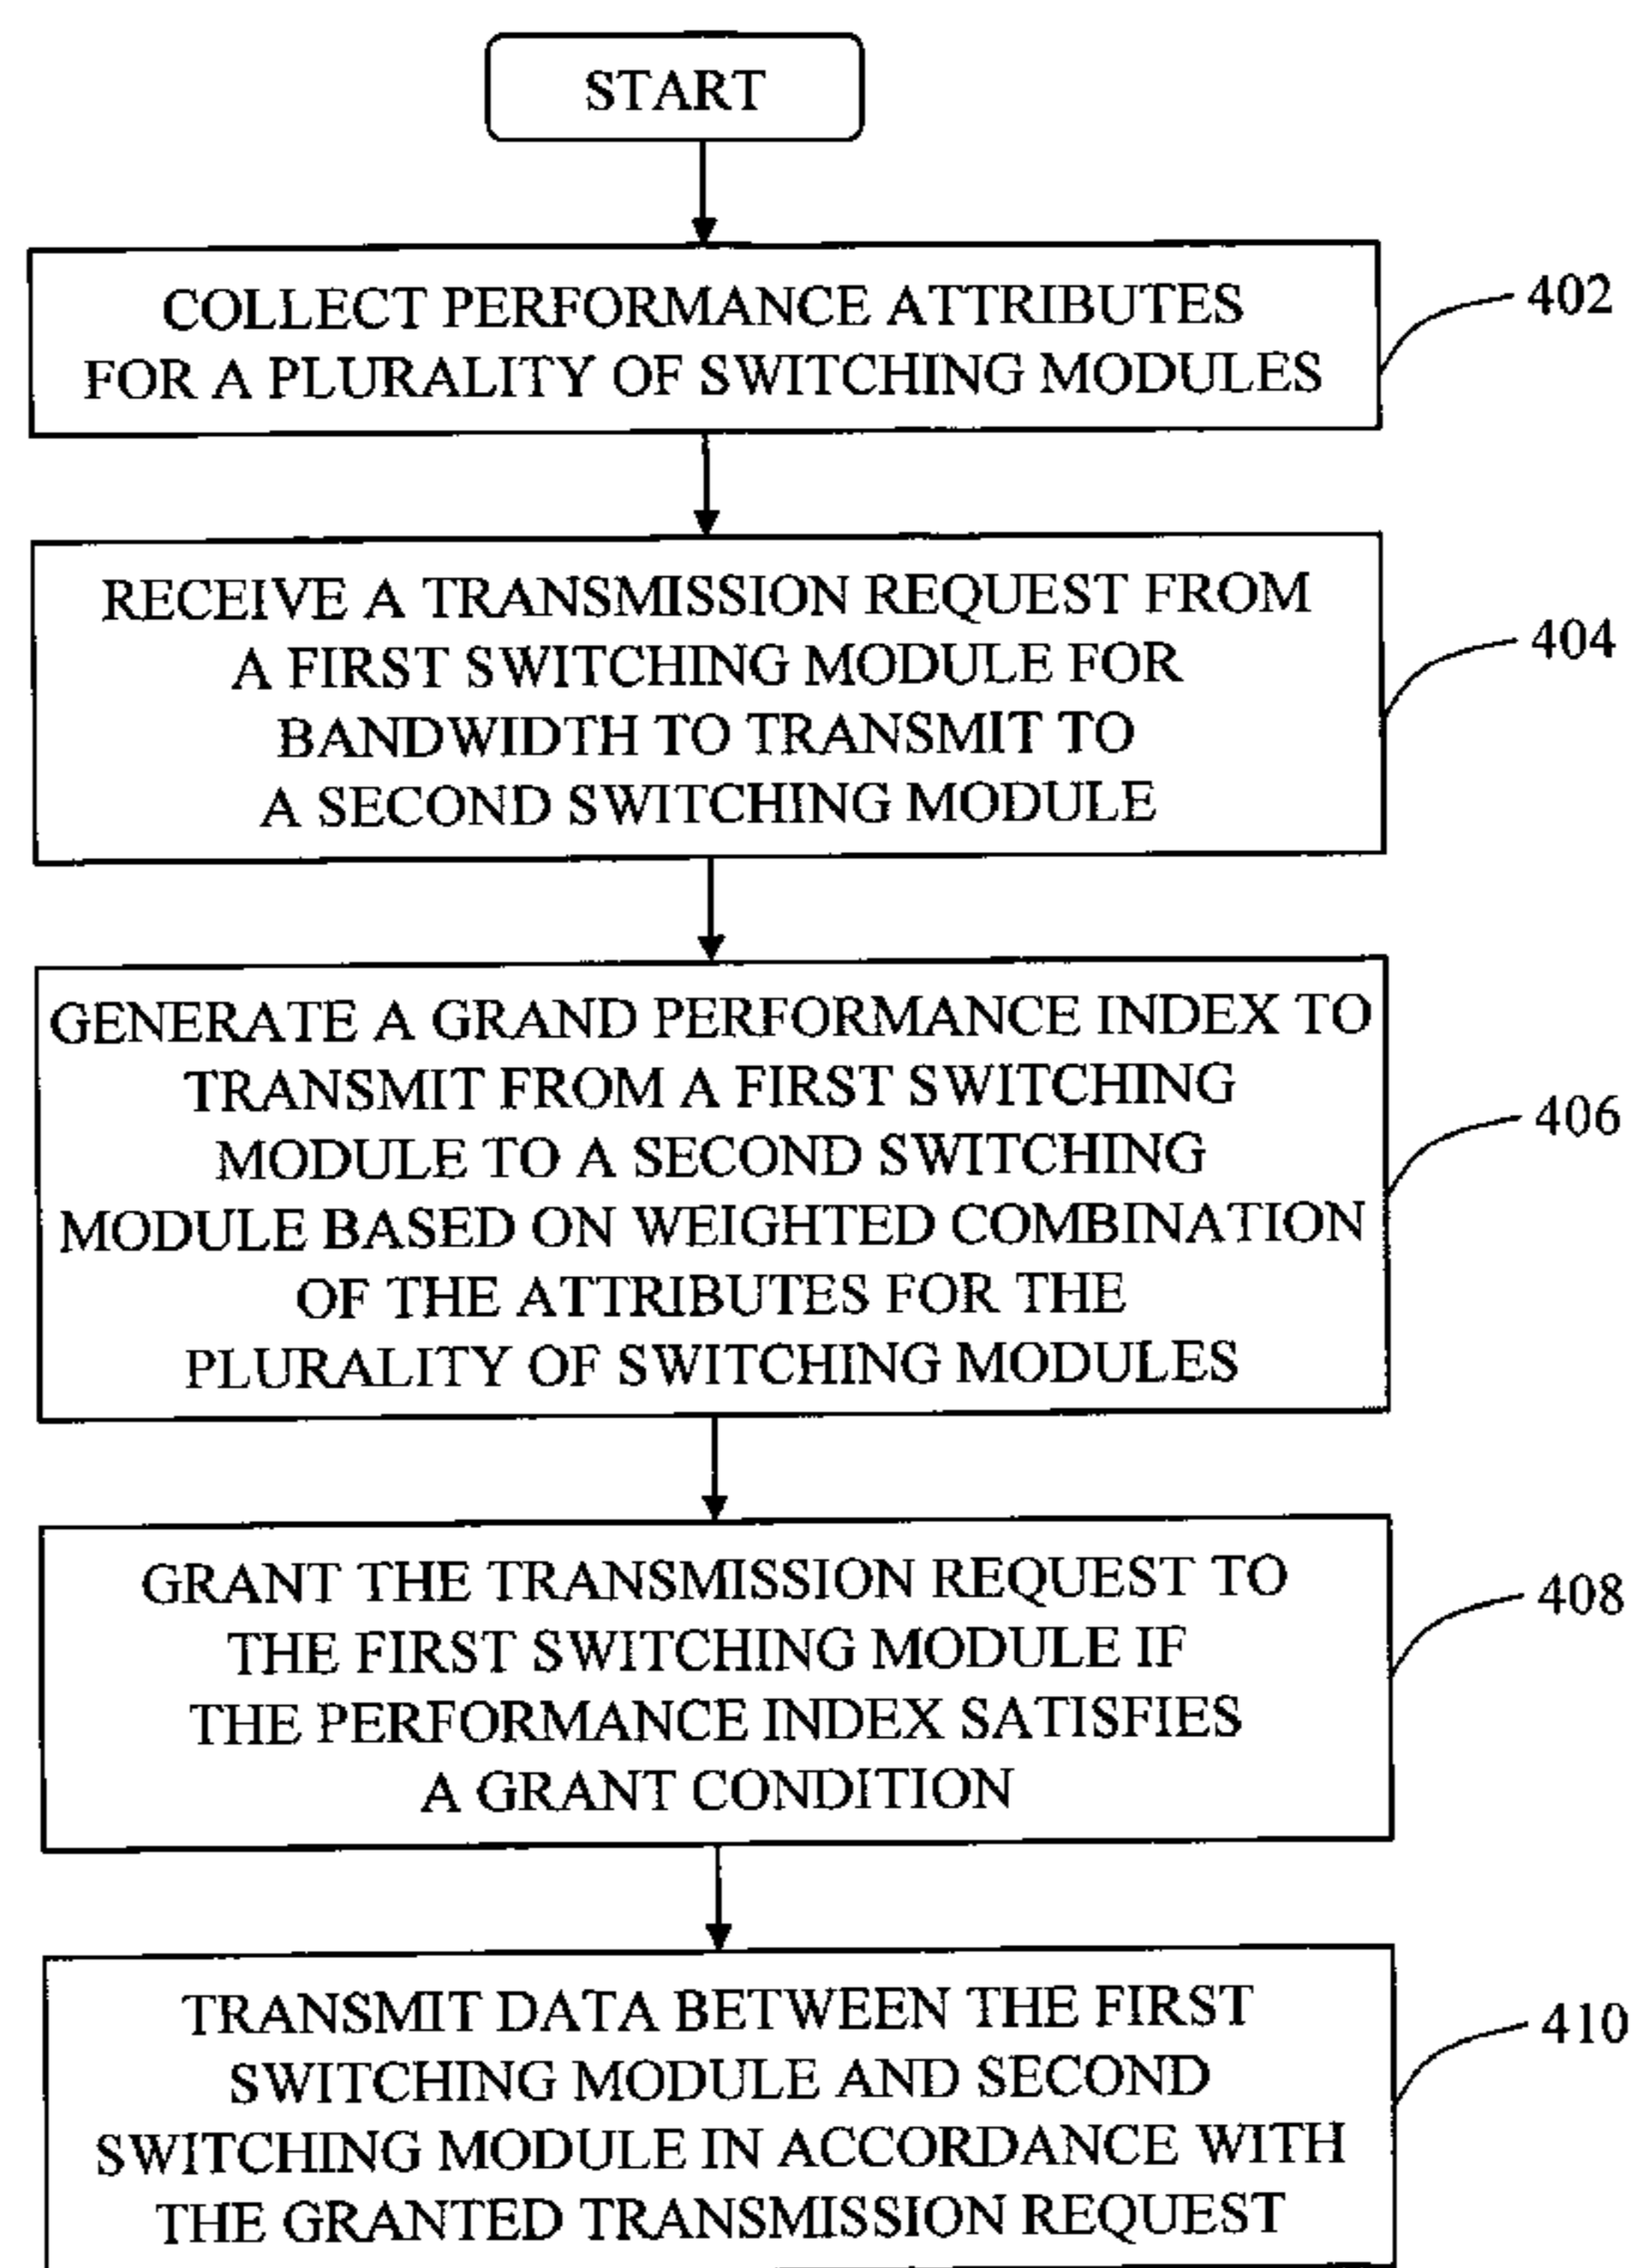 START
COLLECT PERFORMANCE ATTRIBUTES
FOR A PLURALITY OF SWITCHING MODULES
402
RECEIVE A TRANSMISSION REQUEST FROM
A FIRST SWITCHING MODULE FOR
BANDWIDTH TO TRANSMIT TO
A SECOND SWITCHING MODULE
404
GENERATE A GRAND PERFORMANCE INDEX TO
TRANSMIT FROM A FIRST SWITCHING
MODULE TO A SECOND SWITCHING
MODULE BASED ON WEIGHTED COMBINATION
OF THE ATTRIBUTES FOR THE
PLURALITY OF SWITCHING MODULES
406
GRANT THE TRANSMISSION REQUEST TO
THE FIRST SWITCHING MODULE IF
THE PERFORMANCE INDEX SATISFIES
A GRANT CONDITION
408
TRANSMIT DATA BETWEEN THE FIRST
SWITCHING MODULE AND SECOND
SWITCHING MODULE IN ACCORDANCE WITH
THE GRANTED TRANSMISSION REQUEST
410